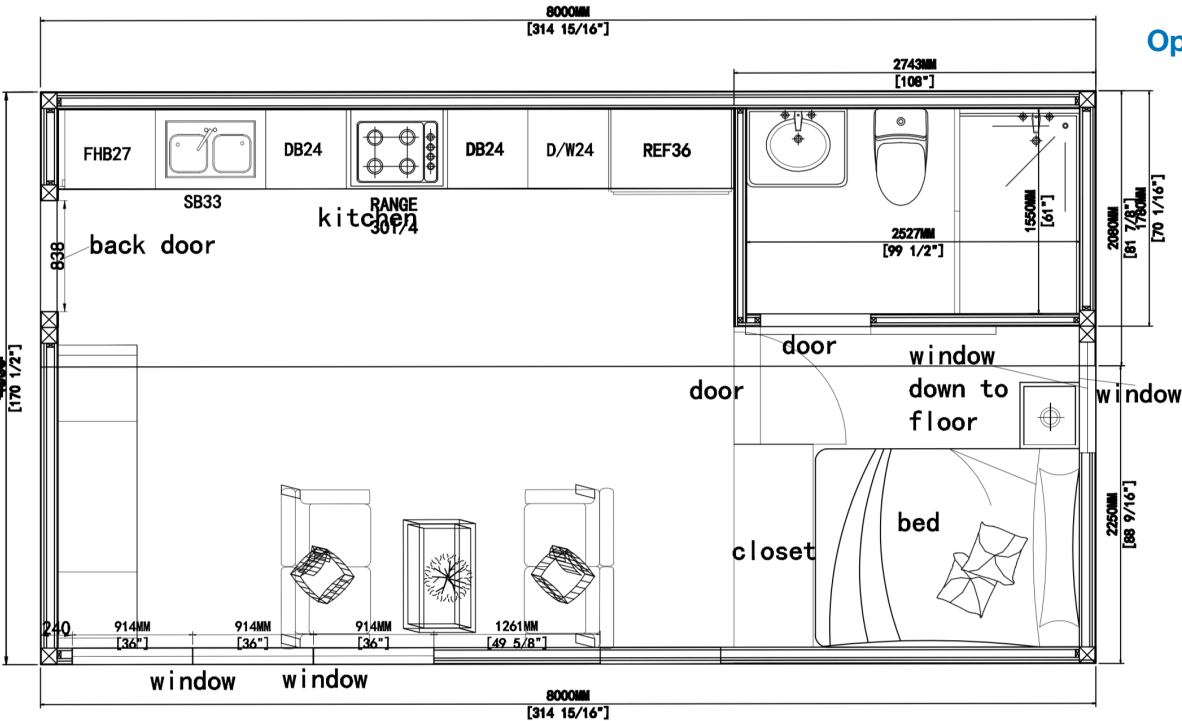 8000MM
[314 15/16"]
Op
2743MM
[108"]
FHB27
DB24
DB24
D/W24
REF36
SB33
RANGE
30I/4
kitchen
838
back door
1550MM
[61"]
2527MM
[99 1/2"]
2080MM
[81 7/8"]
1780MM
[70 1/16"]
[170 1/2"]
door
door
window
down to
floor
window
bed
closet
2250MM
[88 9/16"]
240
914MM
[36"]
914MM
[36"]
914MM
[36"]
1261MM
[49 5/8"]
window
window
8000MM
[314 15/16"]